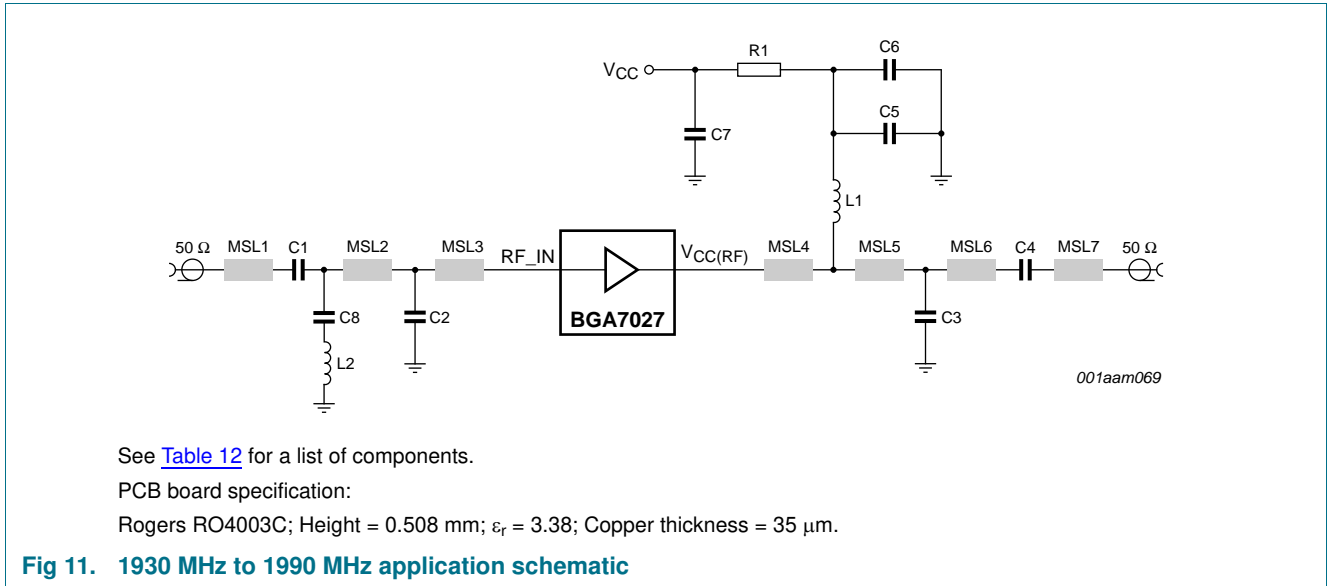 C6
R1
VCC
C5
C7
L1
50 Ω MSL1 C1 MSL2 MSL3 RF_IN VCC(RF) MSL4 MSL5 MSL6 C4 MSL7 50 Ω
BGA7027
C8 C2 C3
L2
001aam069
See Table 12 for a list of components.
PCB board specification:
Rogers RO4003C; Height = 0.508 mm; εr = 3.38; Copper thickness = 35 μm.
Fig 11. 1930 MHz to 1990 MHz application schematic